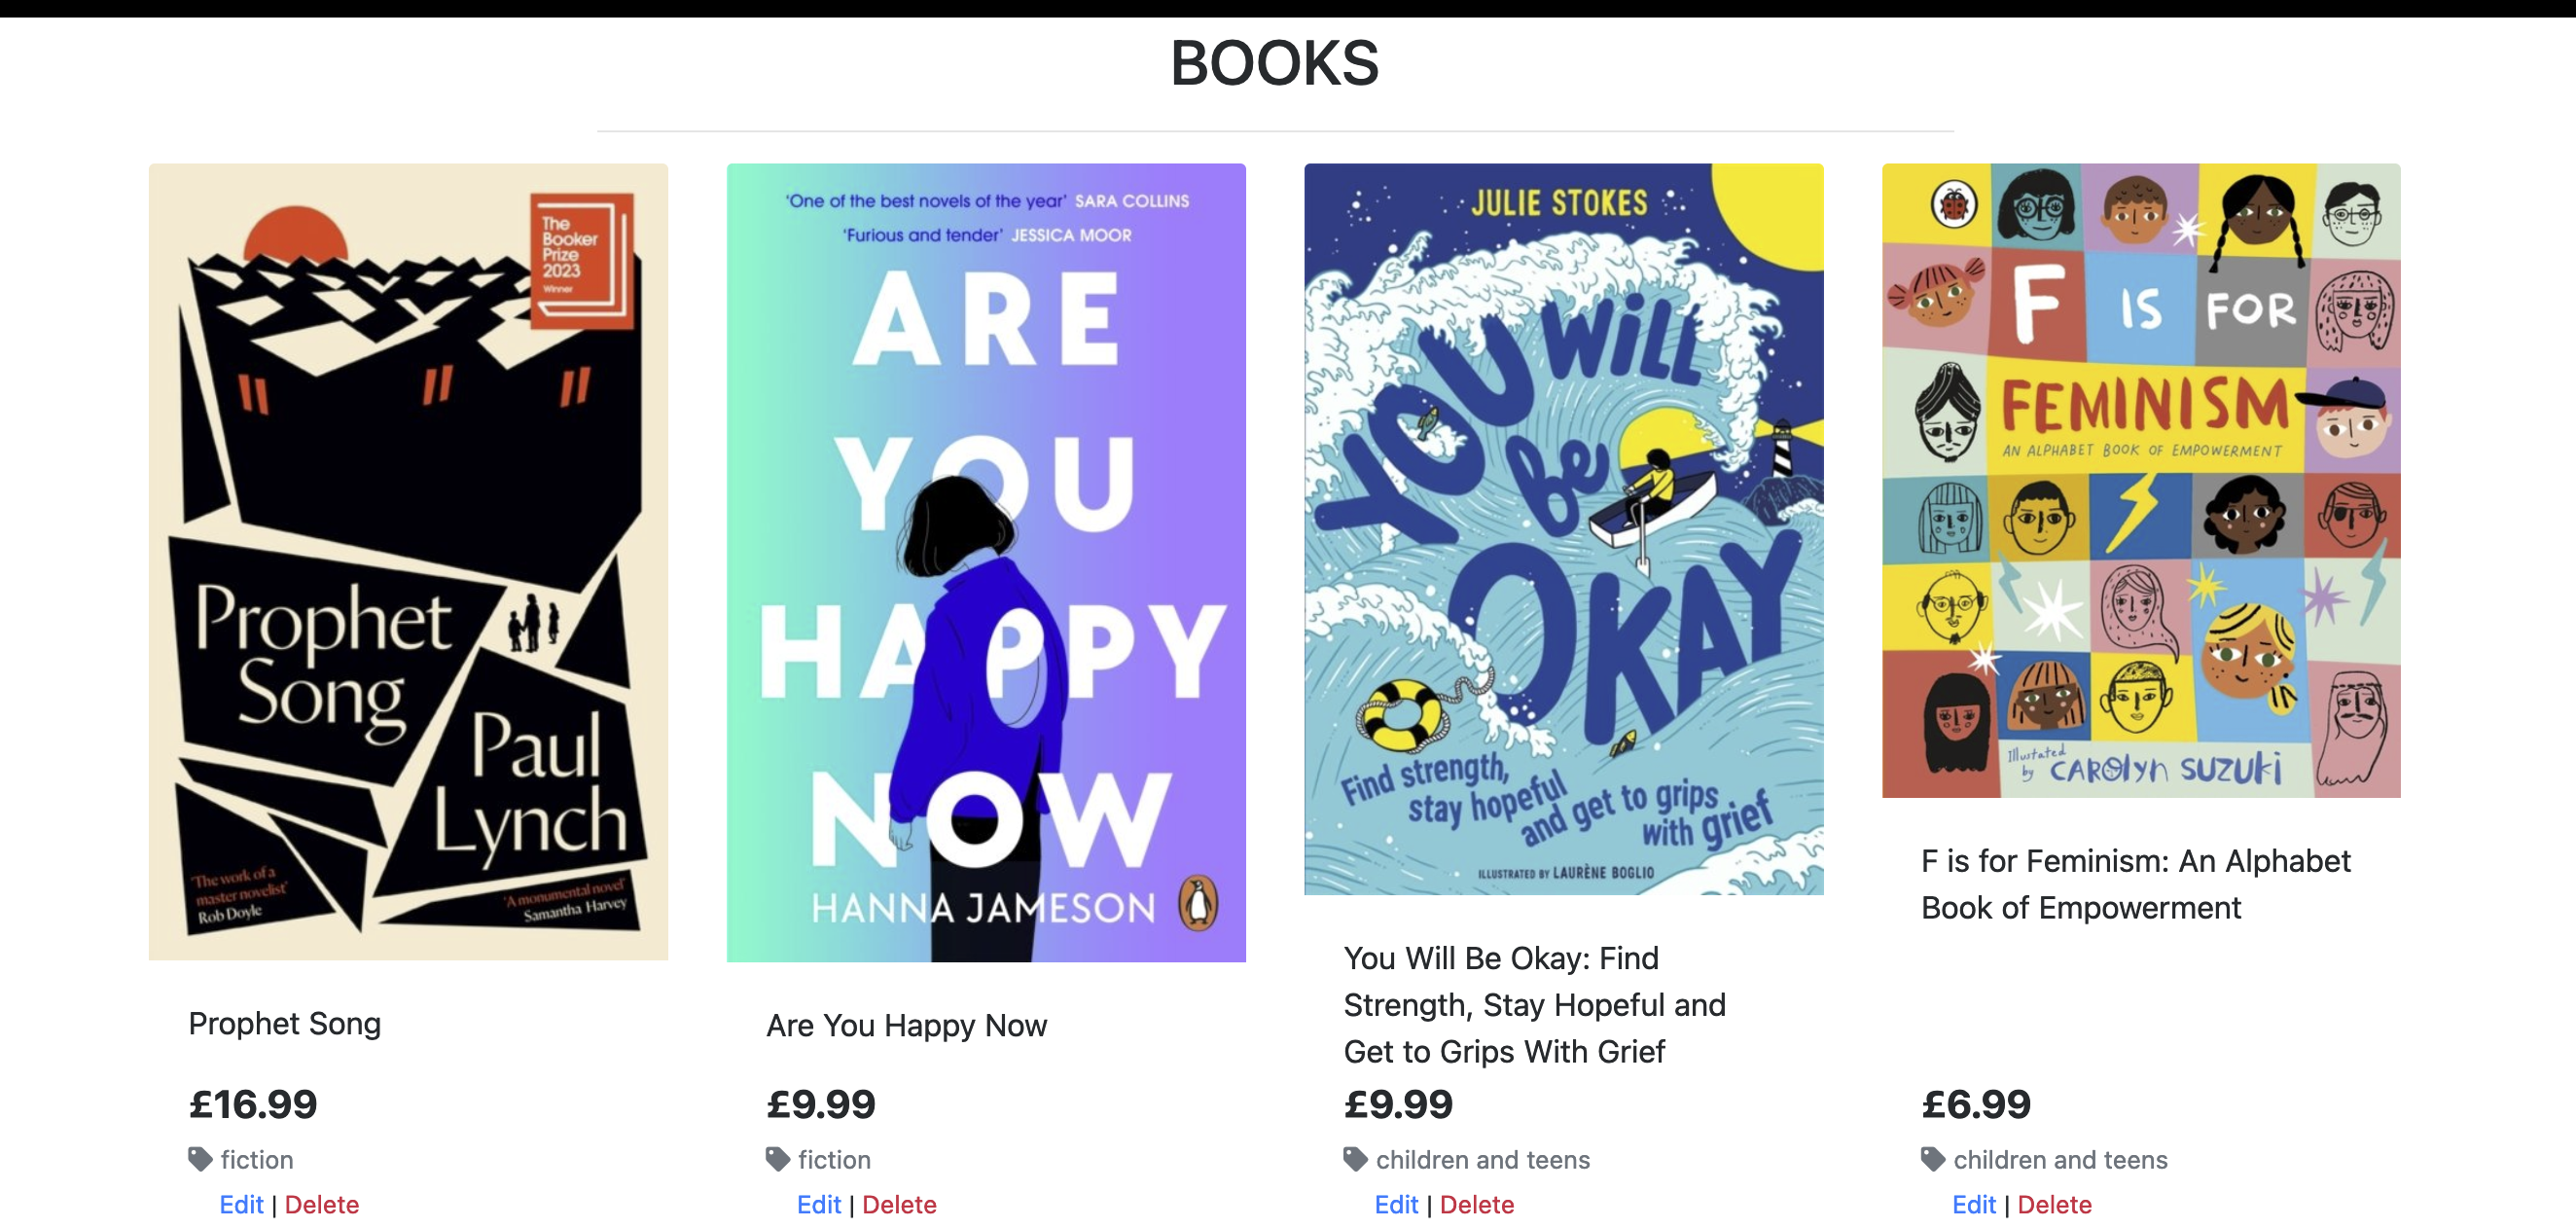 BOOKS
The
Booker
Prize
2023
Winner
Prophet
Song
Paul
Lynch
'The work of a
master novelist'
Rob Doyle
'A monumental novel'
Samantha Harvey
Prophet Song
£16.99
fiction
Edit | Delete
'One of the best novels of the year' SARA COLLINS
'Furious and tender' JESSICA MOOR
ARE
YOU
HAPPY
NOW
HANNA JAMESON
Are You Happy Now
£9.99
fiction
Edit | Delete
JULIE STOKES
YOU WiLL
Be
OKAY
Find strength,
stay hopeful
and get to grips
with grief
ILLUSTRATED BY LAURÈNE BOGLIO
You Will Be Okay: Find
Strength, Stay Hopeful and
Get to Grips With Grief
£9.99
children and teens
Edit | Delete
F IS FOR
FEMINISM
AN ALPHABET BOOK OF EMPOWERMENT
Illustated
by CAROlyn SUZUKi
F is for Feminism: An Alphabet
Book of Empowerment
£6.99
children and teens
Edit | Delete